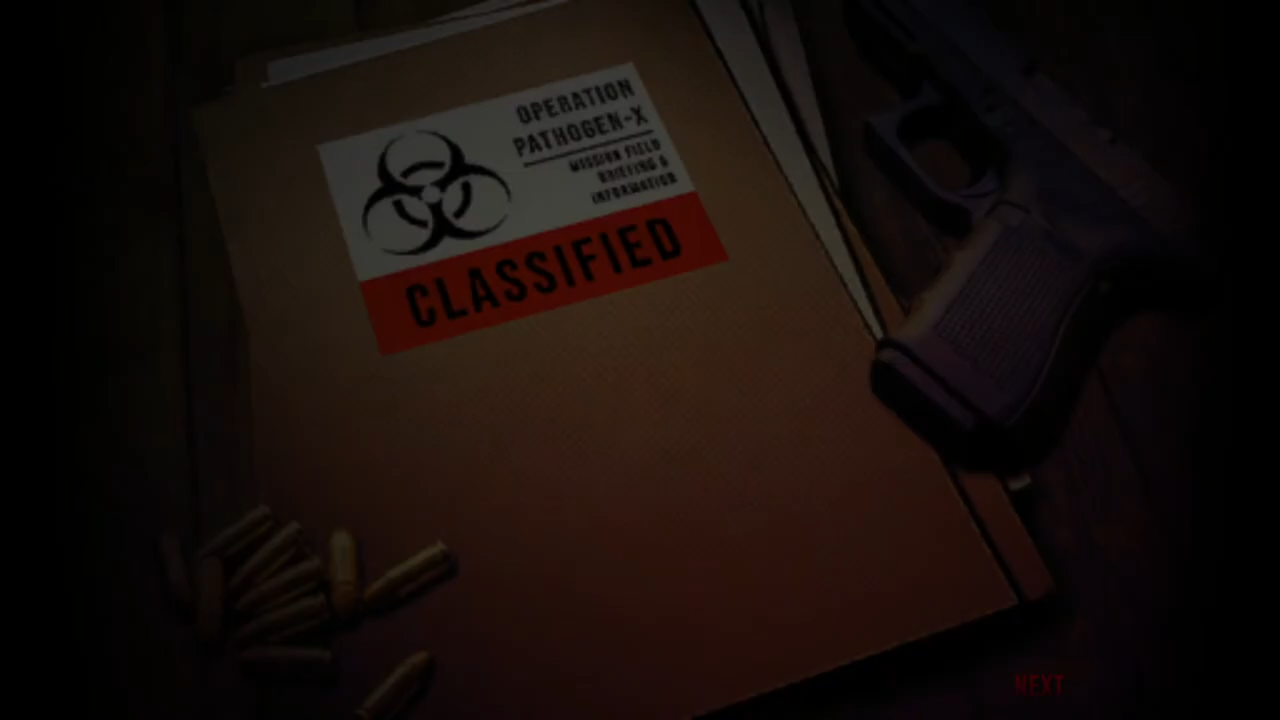 OPERATION
PATHOGEN-X
MISSION FIELD
BRIEFING &
INFORMATION
CLASSIFIED
NEXT